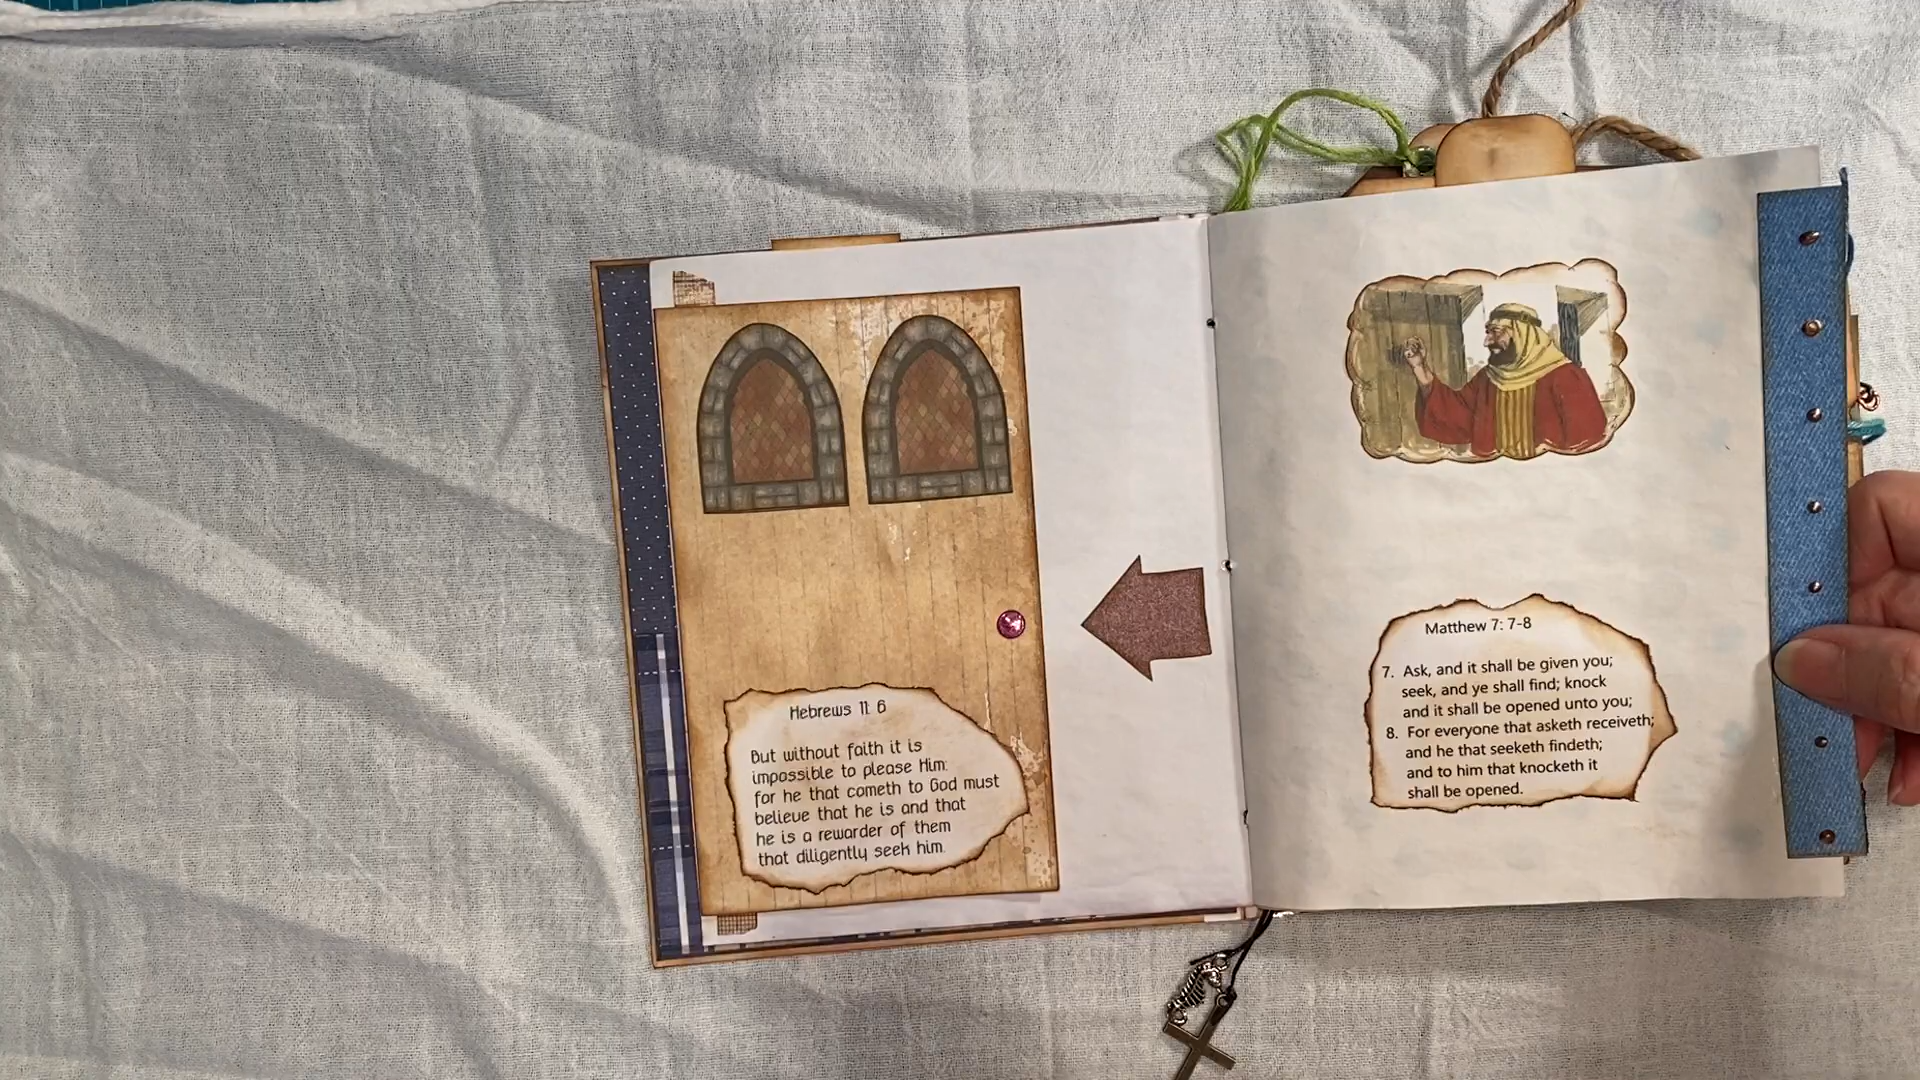 Hebrews 11: 6
But without faith it is
impossible to please Him:
for he that cometh to God must
believe that he is and that
he is a rewarder of them
that diligently seek him.
Matthew 7: 7-8
7. Ask, and it shall be given you;
seek, and ye shall find; knock
and it shall be opened unto you;
8. For everyone that asketh receiveth;
and he that seeketh findeth;
and to him that knocketh it
shall be opened.